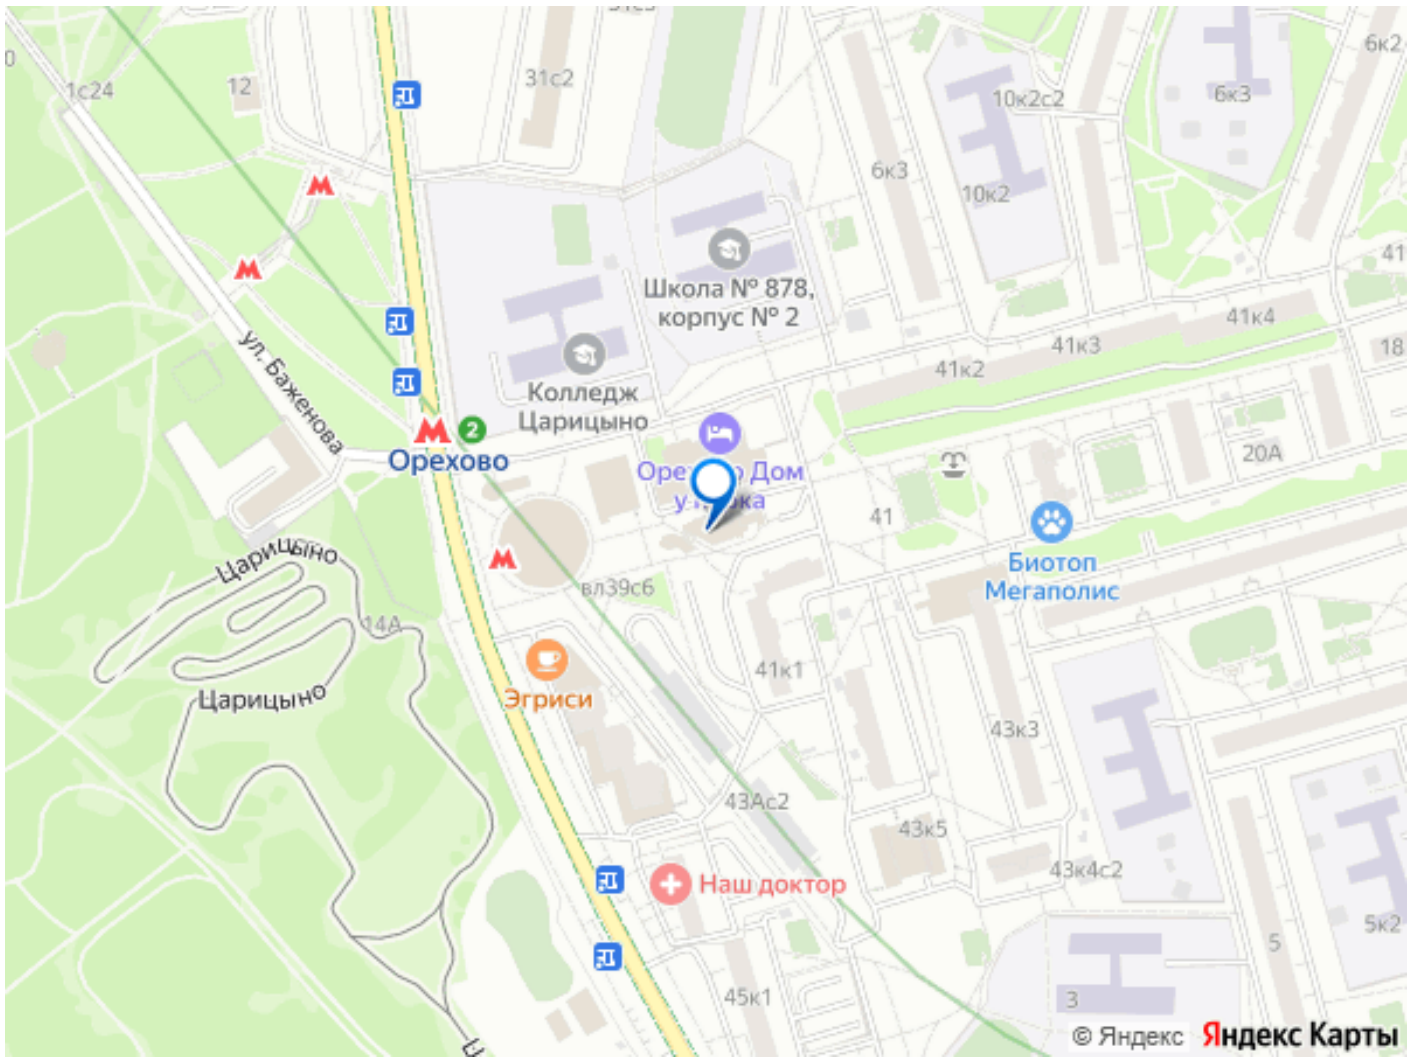 31с2
6к2
1с24
12
10к2с2
6к3
6к3
10к2
41
Школа № 878,
корпус № 2
41к4
41к3
18
41к2
ул. Баженова
Колледж
Царицыно
2
Орехово
20А
41
Биотоп
Мегаполис
Царицыно
вл39с6
14А
41к1
Эгриси
Царицыно
43к3
43Ас2
43к5
43к4с2
Наш доктор
5к2
5
45к1
3
© Яндекс
Яндекс Карты